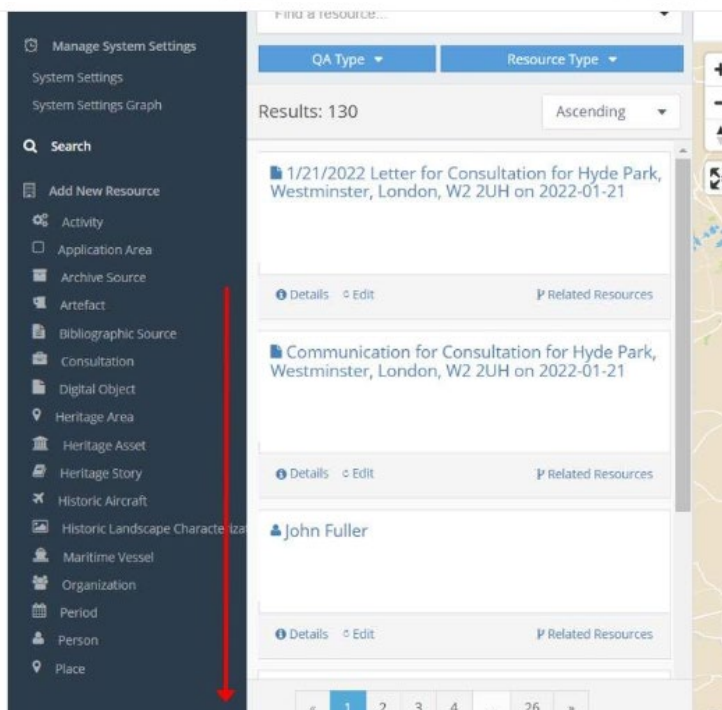 Manage System Settings
System Settings
System Settings Graph
Search
Add New Resource
Activity
Application Area
Archive Source
Artefact
Bibliographic Source
Consultation
Digital Object
Heritage Area
Heritage Asset
Heritage Story
Historic Aircraft
Historic Landscape Characterizat
Maritime Vessel
Organization
Period
Person
Place
Find a resource...
QA Type
Resource Type
Results: 130
Ascending
1/21/2022 Letter for Consultation for Hyde Park,
Westminster, London, W2 2UH on 2022-01-21
Details Edit Related Resources
Communication for Consultation for Hyde Park,
Westminster, London, W2 2UH on 2022-01-21
Details Edit Related Resources
John Fuller
Details Edit Related Resources
« 1 2 3 4 ... 26 »